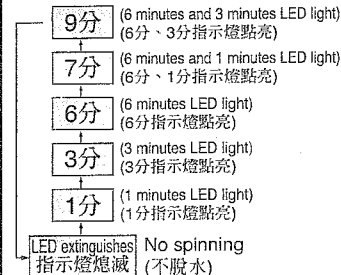 9分 (6 minutes and 3 minutes LED light)
(6分、3分指示燈點亮)
7分 (6 minutes and 1 minutes LED light)
(6分、1分指示燈點亮)
6分 (6 minutes LED light)
(6分指示燈點亮)
3分 (3 minutes LED light)
(3分指示燈點亮)
1分 (1 minutes LED light)
(1分指示燈點亮)
LED extinguishes No spinning
指示燈熄滅 (不脫水)